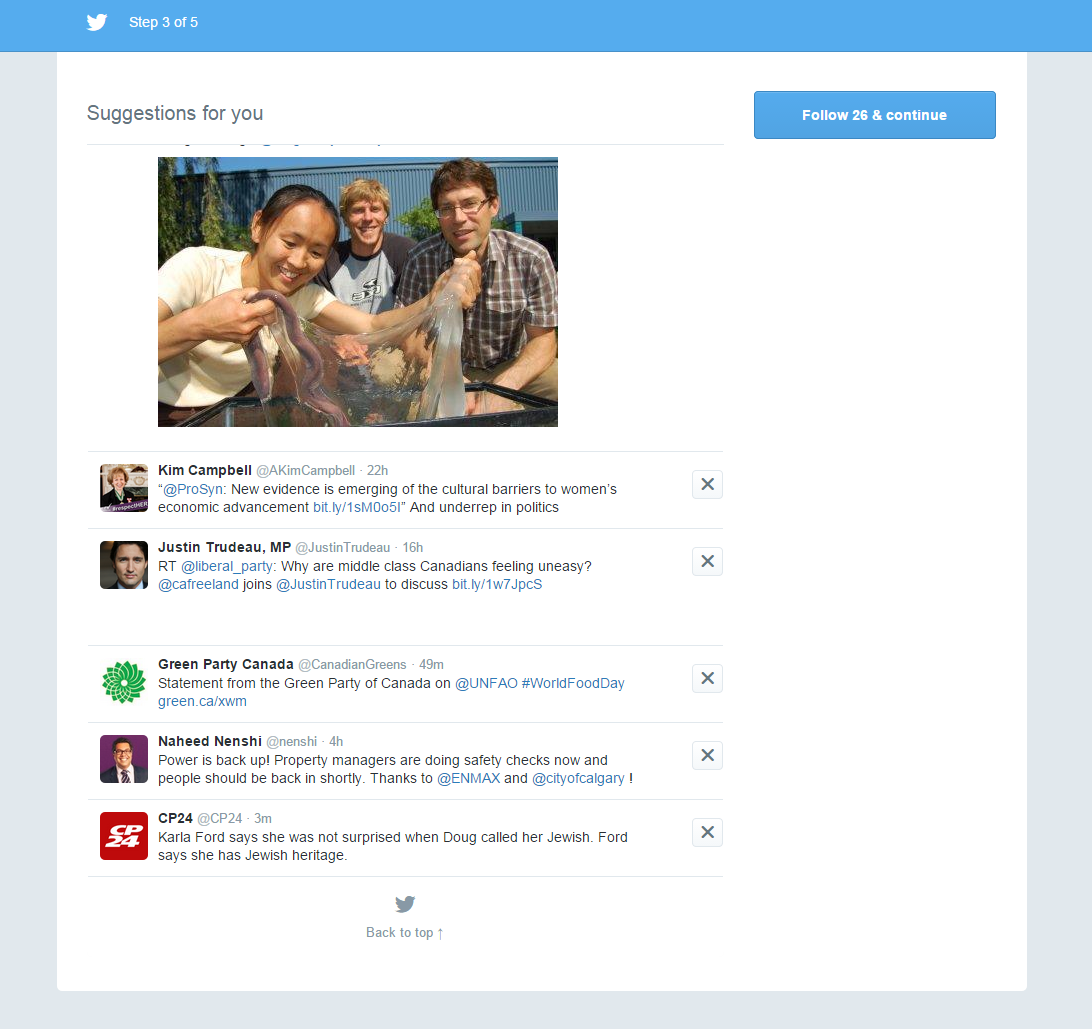 Step 3 of 5
Suggestions for you
Follow 26 & continue
Kim Campbell @AKimCampbell · 22h
“@ProSyn: New evidence is emerging of the cultural barriers to women’s
economic advancement bit.ly/1sM0o5I” And underrep in politics
Justin Trudeau, MP @JustinTrudeau · 16h
RT @liberal_party: Why are middle class Canadians feeling uneasy?
@cafreeland joins @JustinTrudeau to discuss bit.ly/1w7JpcS
Green Party Canada @CanadianGreens · 49m
Statement from the Green Party of Canada on @UNFAO #WorldFoodDay
green.ca/xwm
Naheed Nenshi @nenshi · 4h
Power is back up! Property managers are doing safety checks now and
people should be back in shortly. Thanks to @ENMAX and @cityofcalgary !
CP24 @CP24 · 3m
CP
24
Karla Ford says she was not surprised when Doug called her Jewish. Ford
says she has Jewish heritage.
Back to top ↑